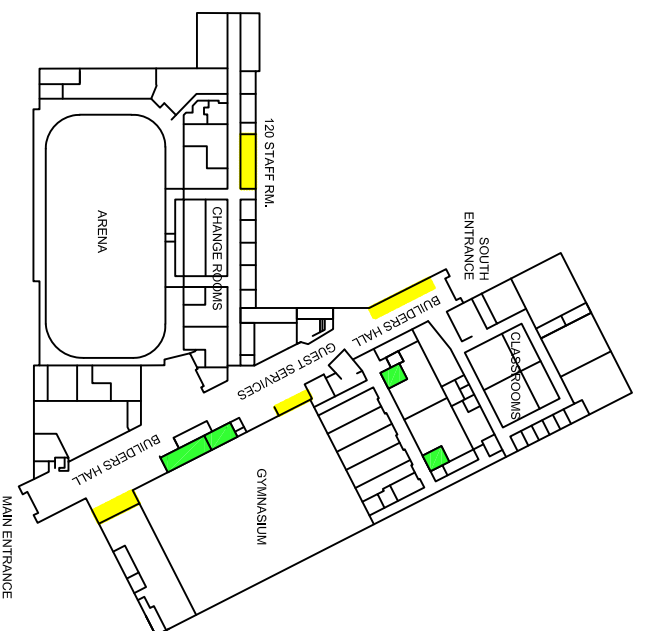 120 STAFF RM.
SOUTH
ENTRANCE
ARENA
CHANGE ROOMS
BUILDERS HALL
GUEST SERVICES
CLASSROOMS
BUILDERS HALL
GYMNASIUM
MAIN ENTRANCE